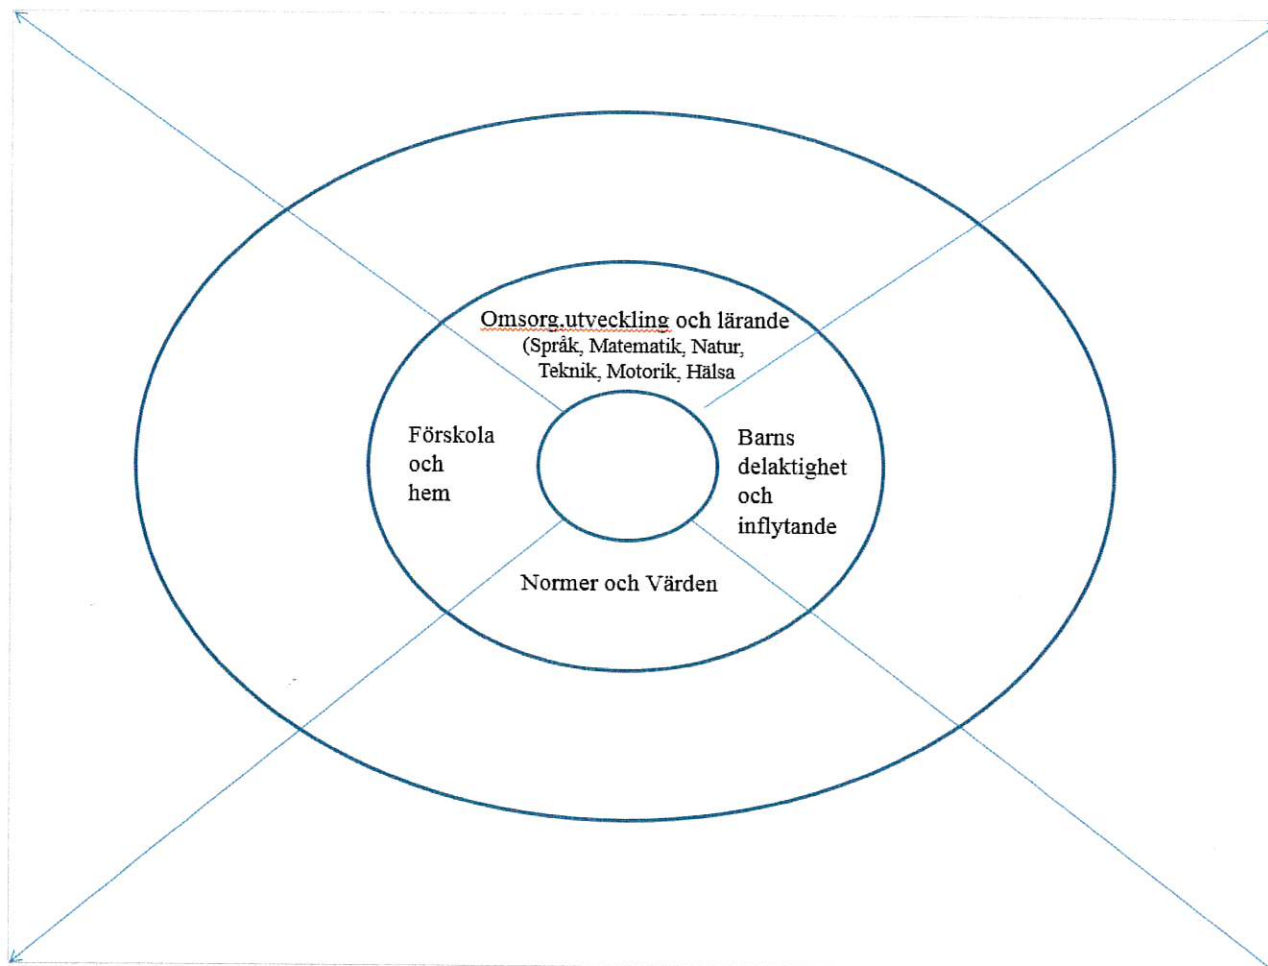 Omsorg,utveckling och lärande
(Språk, Matematik, Natur,
Teknik, Motorik, Hälsa
Förskola
och
hem
Barns
delaktighet
och
inflytande
Normer och Värden